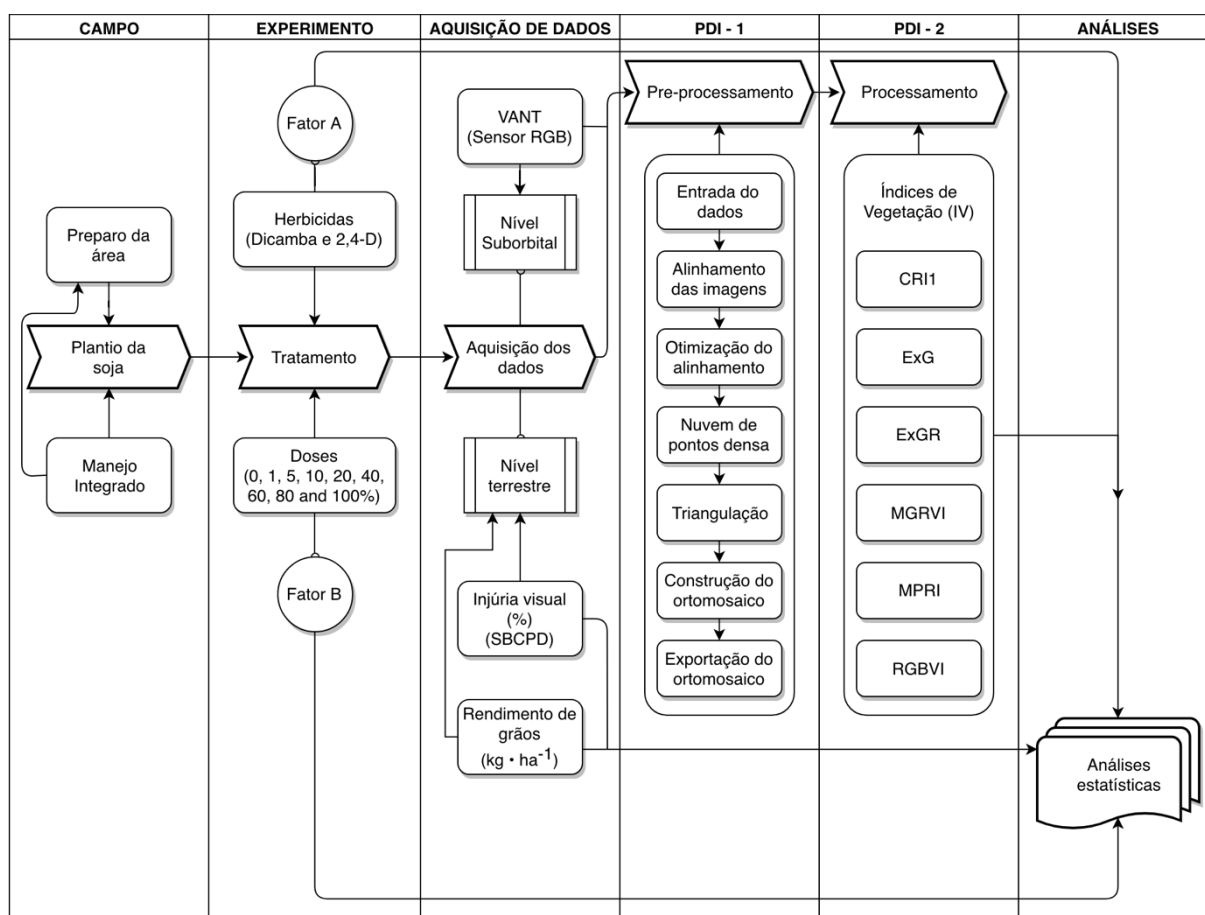 CAMPO
EXPERIMENTO
AQUISIÇÃO DE DADOS
PDI - 1
PDI - 2
ANÁLISES
Preparo da
área
Plantio da
soja
Manejo
Integrado
Fator A
Herbicidas
(Dicamba e 2,4-D)
Tratamento
Doses
(0, 1, 5, 10, 20, 40,
60, 80 and 100%)
Fator B
VANT
(Sensor RGB)
Nível
Suborbital
Aquisição dos
dados
Nível
terrestre
Injúria visual
(%)
(SBCPD)
Rendimento de
grãos
(kg • ha⁻¹)
Pre-processamento
Entrada do
dados
Alinhamento
das imagens
Otimização do
alinhamento
Nuvem de
pontos densa
Triangulação
Construção do
ortomosaico
Exportação do
ortomosaico
Processamento
Índices de
Vegetação (IV)
CRI1
ExG
ExGR
MGRVI
MPRI
RGBVI
Análises
estatísticas